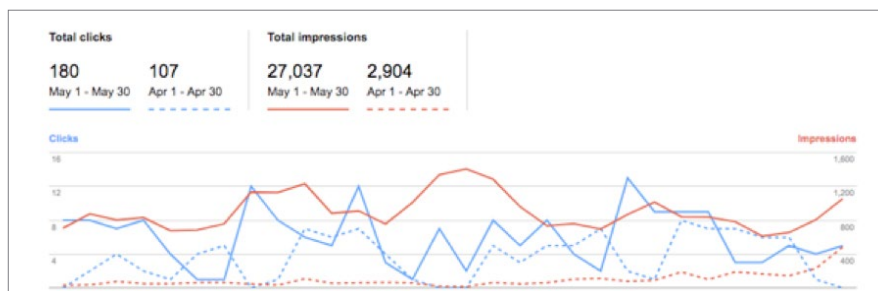 Total clicks Total impressions
180 107 27,037 2,904
May 1 - May 30 Apr 1 - Apr 30 May 1 - May 30 Apr 1 - Apr 30
Clicks Impressions
16 1,600
12 1,200
8 800
4 400